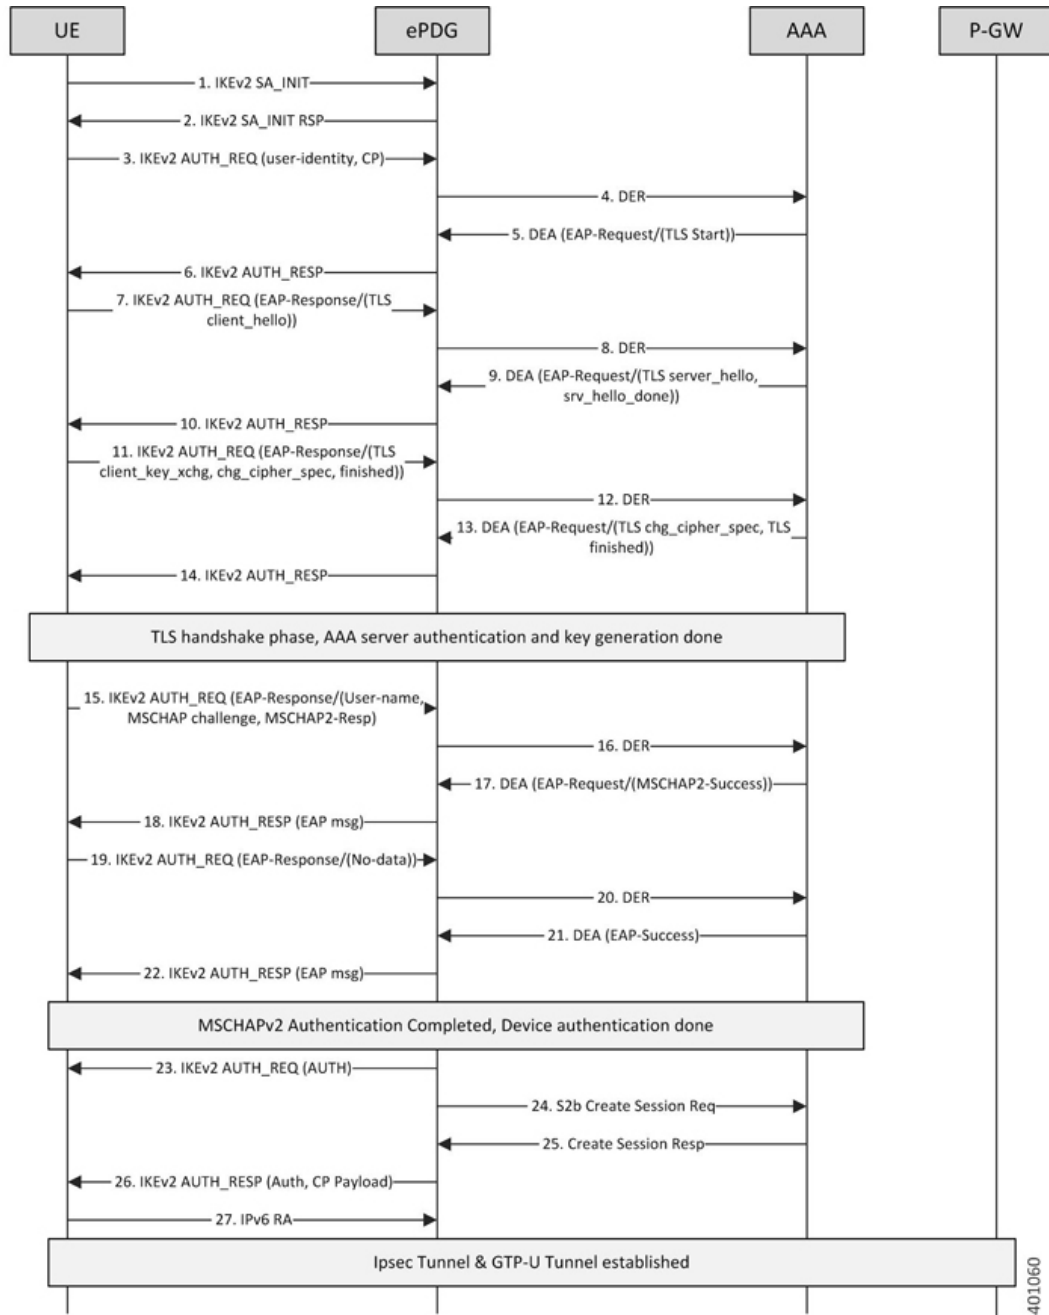 UE
ePDG
AAA
P-GW
1. IKEv2 SA_INIT
2. IKEv2 SA_INIT RSP
3. IKEv2 AUTH_REQ (user-identity, CP)
4. DER
5. DEA (EAP-Request/(TLS Start))
6. IKEv2 AUTH_RESP
7. IKEv2 AUTH_REQ (EAP-Response/(TLS
client_hello))
8. DER
9. DEA (EAP-Request/(TLS server_hello,
srv_hello_done))
10. IKEv2 AUTH_RESP
11. IKEv2 AUTH_REQ (EAP-Response/(TLS
client_key_xchg, chg_cipher_spec, finished))
12. DER
13. DEA (EAP-Request/(TLS chg_cipher_spec, TLS
finished))
14. IKEv2 AUTH_RESP
TLS handshake phase, AAA server authentication and key generation done
15. IKEv2 AUTH_REQ (EAP-Response/(User-name,
MSCHAP challenge, MSCHAP2-Resp)
16. DER
17. DEA (EAP-Request/(MSCHAP2-Success))
18. IKEv2 AUTH_RESP (EAP msg)
19. IKEv2 AUTH_REQ (EAP-Response/(No-data))
20. DER
21. DEA (EAP-Success)
22. IKEv2 AUTH_RESP (EAP msg)
MSCHAPv2 Authentication Completed, Device authentication done
23. IKEv2 AUTH_REQ (AUTH)
24. S2b Create Session Req
25. Create Session Resp
26. IKEv2 AUTH_RESP (Auth, CP Payload)
27. IPv6 RA
Ipsec Tunnel & GTP-U Tunnel established
401060